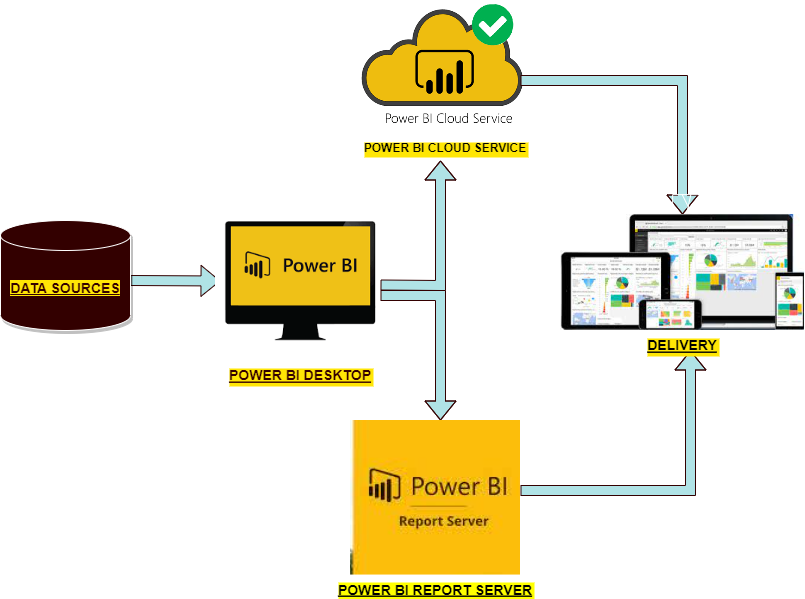 Power BI Cloud Service
POWER BI CLOUD SERVICE
DATA SOURCES
Power BI
POWER BI DESKTOP
DELIVERY
Power BI
Report Server
POWER BI REPORT SERVER